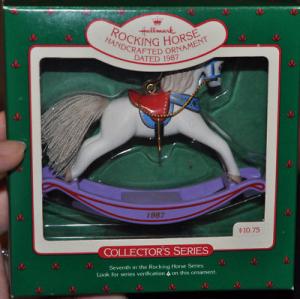 Hallmark
ROCKING HORSE
HANDCRAFTED ORNAMENT
DATED 1987
1987
$10.75
COLLECTOR'S SERIES
Seventh in the Rocking Horse Series
Look for series verification on this ornament.